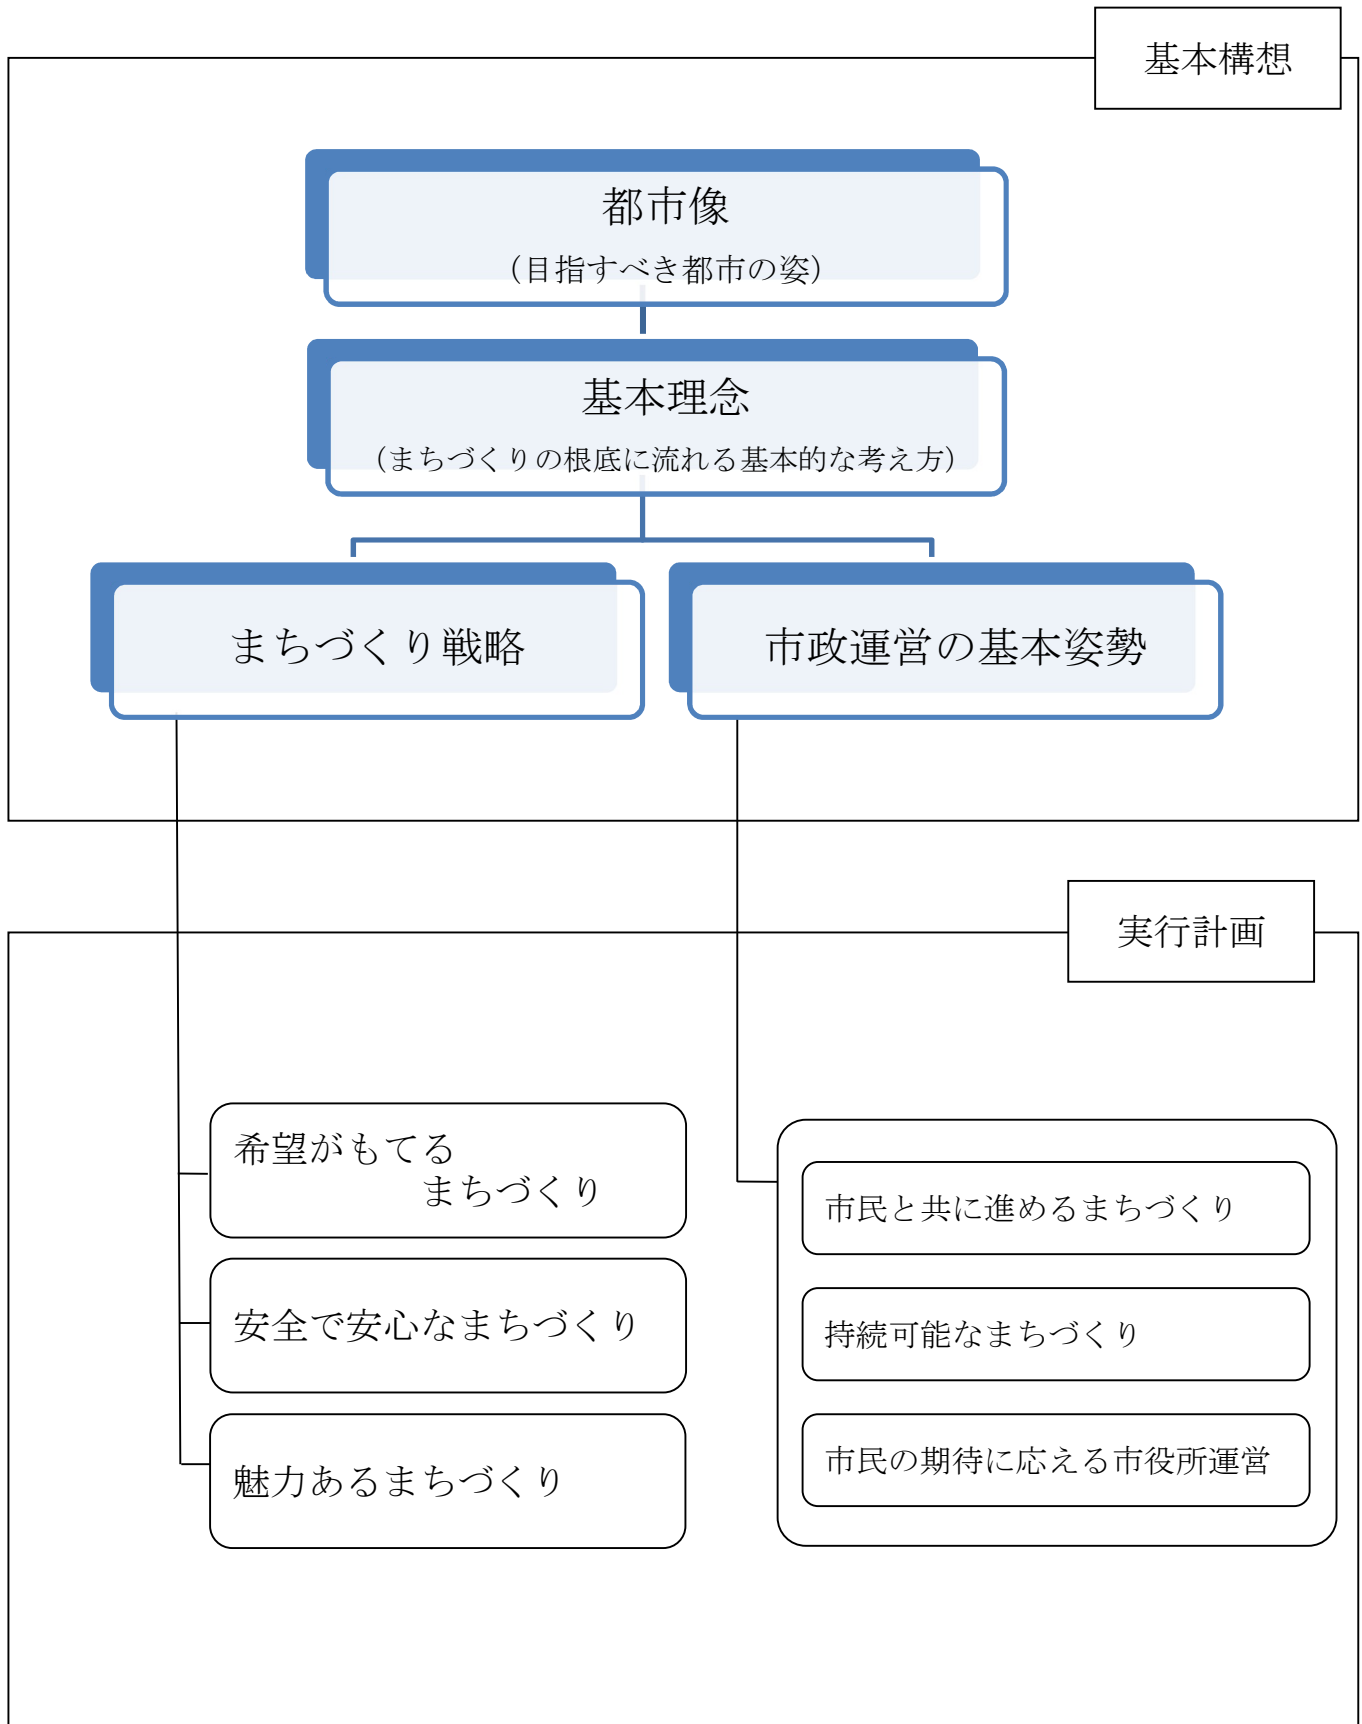 基本構想
都市像
（目指すべき都市の姿）
基本理念
（まちづくりの根底に流れる基本的な考え方）
まちづくり戦略
市政運営の基本姿勢
実行計画
希望がもてる
まちづくり
安全で安心なまちづくり
魅力あるまちづくり
市民と共に進めるまちづくり
持続可能なまちづくり
市民の期待に応える市役所運営